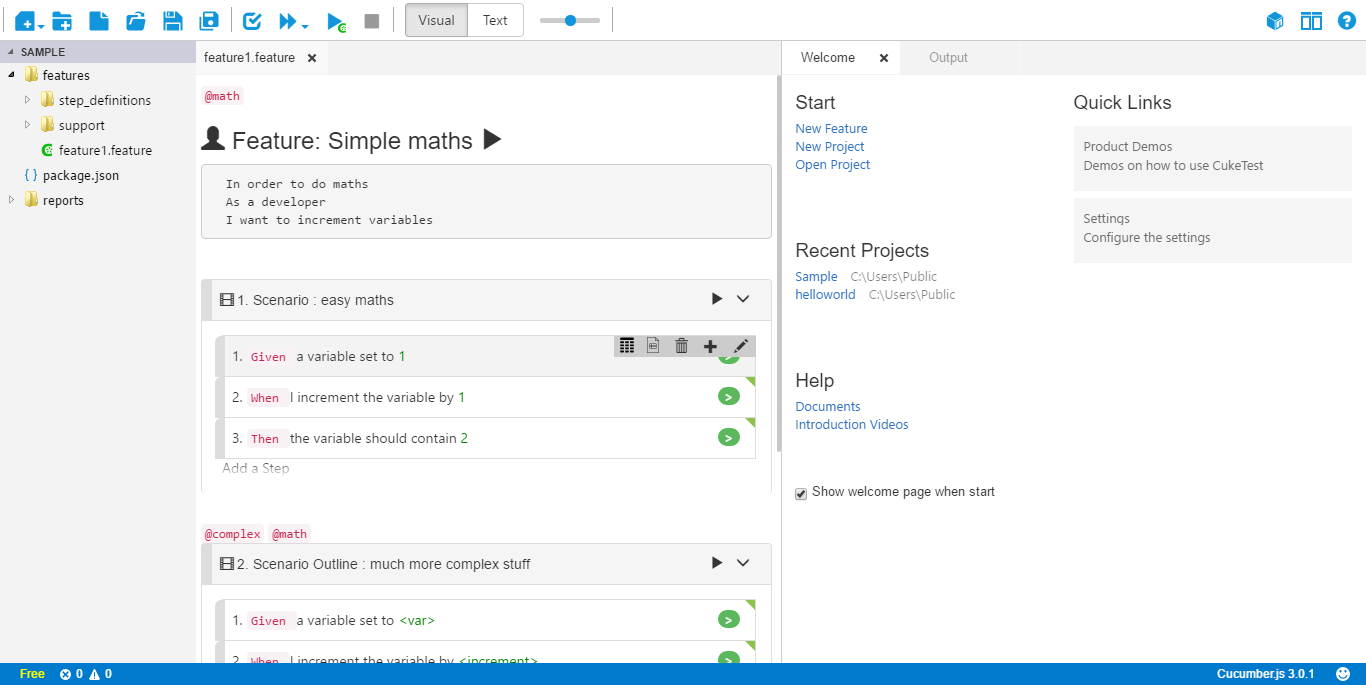 Visual Text
SAMPLE
features
step_definitions
support
feature1.feature
{ } package.json
reports
feature1.feature
@math
Feature: Simple maths
In order to do maths
As a developer
I want to increment variables
1. Scenario : easy maths
1. Given a variable set to 1
2. When I increment the variable by 1
3. Then the variable should contain 2
Add a Step
@complex @math
2. Scenario Outline : much more complex stuff
1. Given a variable set to <var>
2. When I increment the variable by <increment>
Welcome Output
Start
New Feature
New Project
Open Project
Recent Projects
Sample C:\Users\Public
helloworld C:\Users\Public
Help
Documents
Introduction Videos
Show welcome page when start
Quick Links
Product Demos
Demos on how to use CukeTest
Settings
Configure the settings
Free 0 0
Cucumber.js 3.0.1